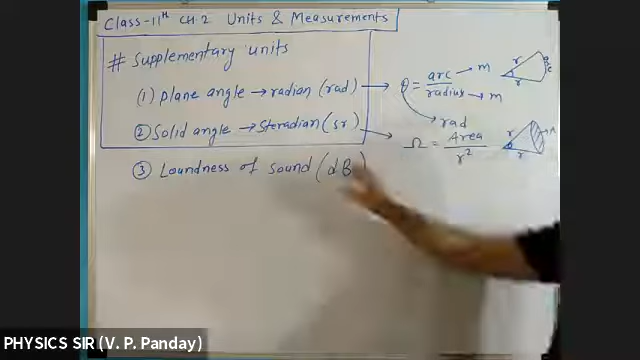 Class-11th CH.2 Units & Measurements
# Supplementary units
(1) Plane angle → radian (rad) → θ = arc → m
radius → m
rad
② Solid angle → Steradian (sr) → Ω = Area
r²
③ Loundness of Sound (dB)
r
r
r
r
A
PHYSICS SIR (V. P. Panday)